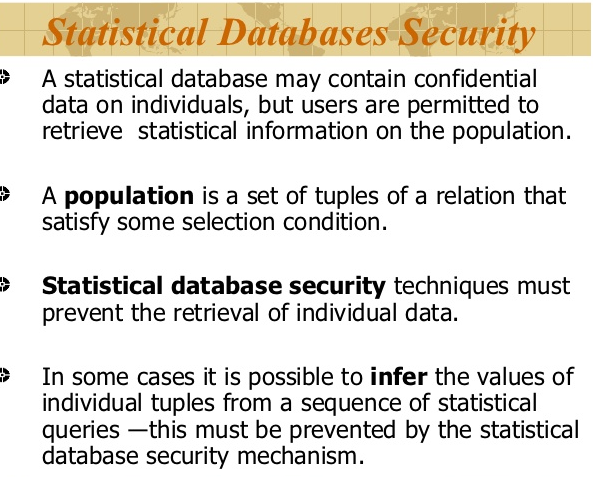 Statistical Databases Security
A statistical database may contain confidential
data on individuals, but users are permitted to
retrieve  statistical information on the population.
A population is a set of tuples of a relation that
satisfy some selection condition.
Statistical database security techniques must
prevent the retrieval of individual data.
In some cases it is possible to infer the values of
individual tuples from a sequence of statistical
queries —this must be prevented by the statistical
database security mechanism.